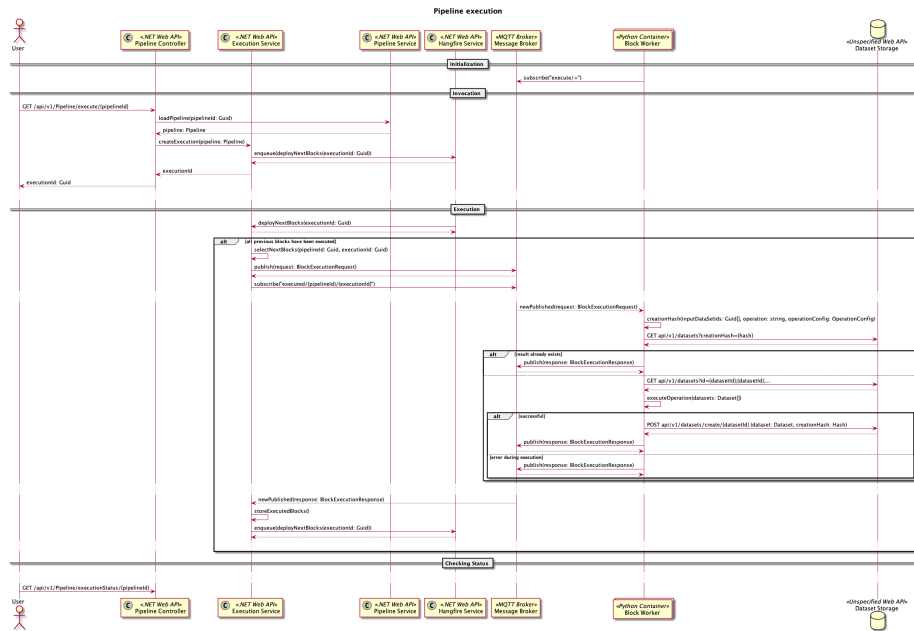 Pipeline execution
User
«.NET Web API»
Pipeline Controller
«.NET Web API»
Execution Service
«.NET Web API»
Pipeline Service
«.NET Web API»
Hangfire Service
«MQTT Broker»
Message Broker
«Python Container»
Block Worker
«Unspecified Web API»
Dataset Storage
Initialization
subscribe("execute/+")
Invocation
GET /api/v1/Pipeline/execute/{pipelineId}
loadPipeline(pipelineId: Guid)
pipeline: Pipeline
createExecution(pipeline: Pipeline)
enqueue(deployNextBlocks(executionId: Guid))
executionId
executionId: Guid
Execution
deployNextBlocks(executionId: Guid)
alt [all previous blocks have been executed]
selectNextBlocks(pipelineId: Guid, executionId: Guid)
publish(request: BlockExecutionRequest)
subscribe("executed/{pipelineId}/{executionId}")
newPublished(request: BlockExecutionRequest)
creationHash(inputDataSetIds: Guid[], operation: string, operationConfig: OperationConfig)
GET api/v1/datasets?creationHash={hash}
alt [result already exists]
publish(response: BlockExecutionResponse)
GET api/v1/datasets?id={datasetId};{datasetId};...
executeOperation(datasets: Dataset[])
alt [successful]
POST api/v1/datasets/create/{datasetId} (dataset: Dataset, creationHash: Hash)
publish(response: BlockExecutionResponse)
[error during execution]
publish(response: BlockExecutionResponse)
newPublished(response: BlockExecutionResponse)
storeExecutedBlocks()
enqueue(deployNextBlocks(executionId: Guid))
Checking Status
GET /api/v1/Pipeline/executionStatus/{pipelineId}
User
«.NET Web API»
Pipeline Controller
«.NET Web API»
Execution Service
«.NET Web API»
Pipeline Service
«.NET Web API»
Hangfire Service
«MQTT Broker»
Message Broker
«Python Container»
Block Worker
«Unspecified Web API»
Dataset Storage